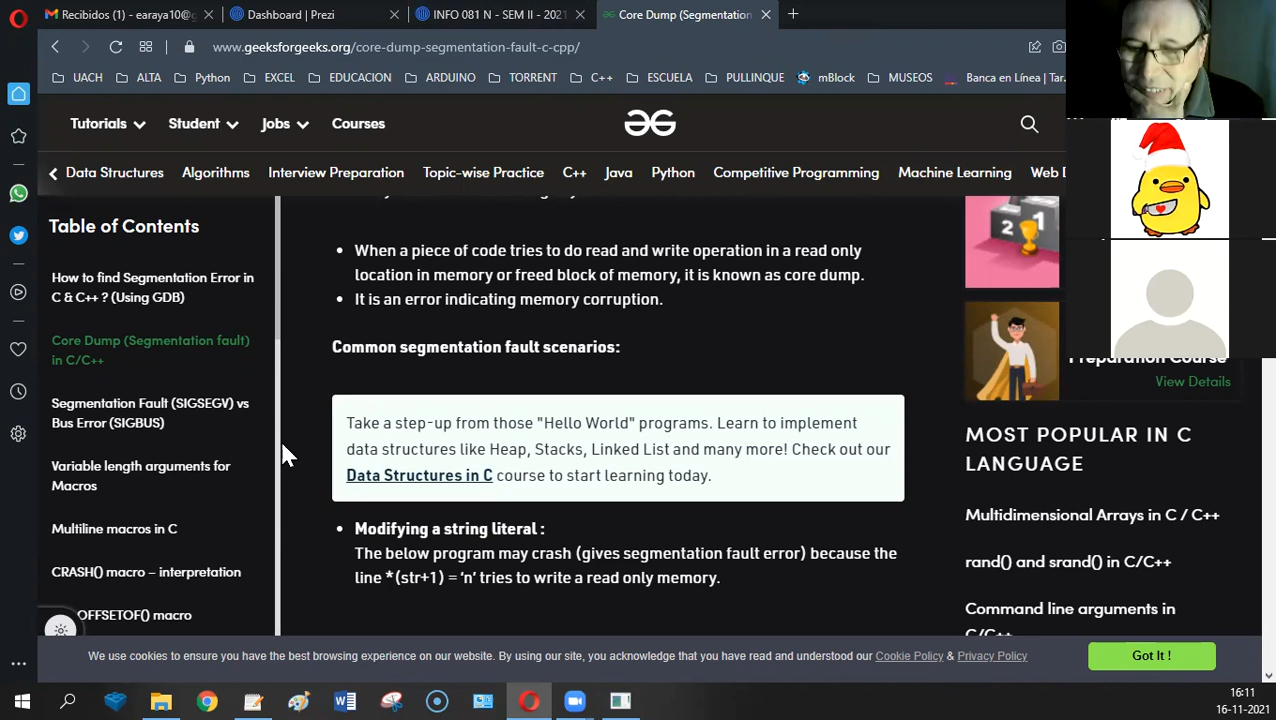 Recibidos (1) - earaya10@g
Dashboard | Prezi
INFO 081 N - SEM II - 2021
Core Dump (Segmentation
www.geeksforgeeks.org/core-dump-segmentation-fault-c-cpp/
UACH
ALTA
Python
EXCEL
EDUCACION
ARDUINO
TORRENT
C++
ESCUELA
PULLINQUE
mBlock
MUSEOS
Banca en Línea | Tar.
Tutorials
Student
Jobs
Courses
Data Structures
Algorithms
Interview Preparation
Topic-wise Practice
C++
Java
Python
Competitive Programming
Machine Learning
Web D
Table of Contents
How to find Segmentation Error in
C & C++ ? (Using GDB)
Core Dump (Segmentation fault)
in C/C++
Segmentation Fault (SIGSEGV) vs
Bus Error (SIGBUS)
Variable length arguments for
Macros
Multiline macros in C
CRASH() macro – interpretation
OFFSETOF() macro
• When a piece of code tries to do read and write operation in a read only
location in memory or freed block of memory, it is known as core dump.
• It is an error indicating memory corruption.
Common segmentation fault scenarios:
Take a step-up from those "Hello World" programs. Learn to implement
data structures like Heap, Stacks, Linked List and many more! Check out our
Data Structures in C course to start learning today.
• Modifying a string literal :
The below program may crash (gives segmentation fault error) because the
line *(str+1) = ‘n’ tries to write a read only memory.
2
1
Preparation Course
View Details
MOST POPULAR IN C
LANGUAGE
Multidimensional Arrays in C / C++
rand() and srand() in C/C++
Command line arguments in
C/C++
We use cookies to ensure you have the best browsing experience on our website. By using our site, you acknowledge that you have read and understood our Cookie Policy & Privacy Policy
Got It !
16:11
16-11-2021